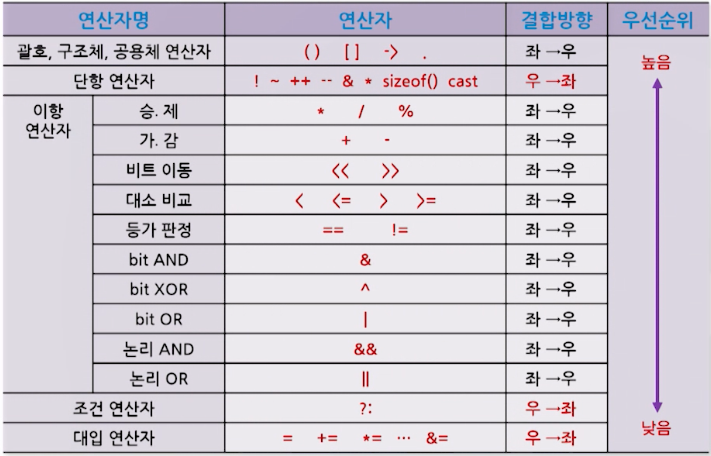 연산자명 연산자 결합방향 우선순위
괄호, 구조체, 공용체 연산자 ( ) [ ] -> . 좌→우 높음
단항 연산자 ! ~ ++ -- & * sizeof() cast 우→좌
이항 연산자 승. 제 * / % 좌→우
가. 감 + - 좌→우
비트 이동 << >> 좌→우
대소 비교 < <= > >= 좌→우
등가 판정 == != 좌→우
bit AND & 좌→우
bit XOR ^ 좌→우
bit OR | 좌→우
논리 AND && 좌→우
논리 OR || 좌→우
조건 연산자 ?: 우→좌
대입 연산자 = += *= … &= 우→좌 낮음